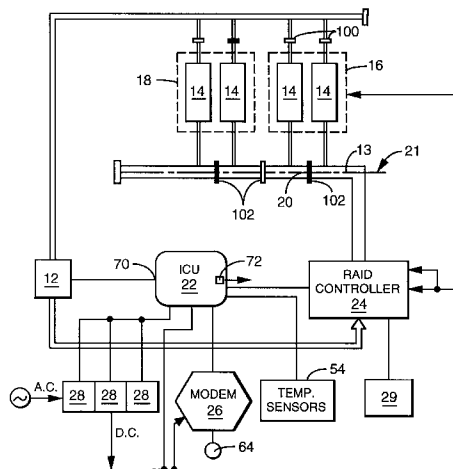 100
18
16
14 14 14 14
13
21
20
102
102
70
ICU
22
72
12
RAID
CONTROLLER
24
54
A.C.
28 28 28
MODEM
26
TEMP.
SENSORS
29
D.C.
64